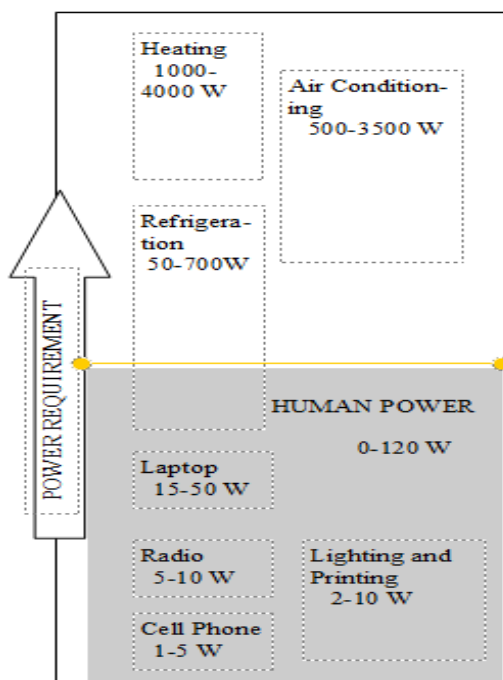 Heating
1000-
4000 W
Air Condition-
ing
500-3500 W
Refrigera-
tion
50-700W
POWER REQUIREMENT
HUMAN POWER
0-120 W
Laptop
15-50 W
Radio
5-10 W
Lighting and
Printing
2-10 W
Cell Phone
1-5 W